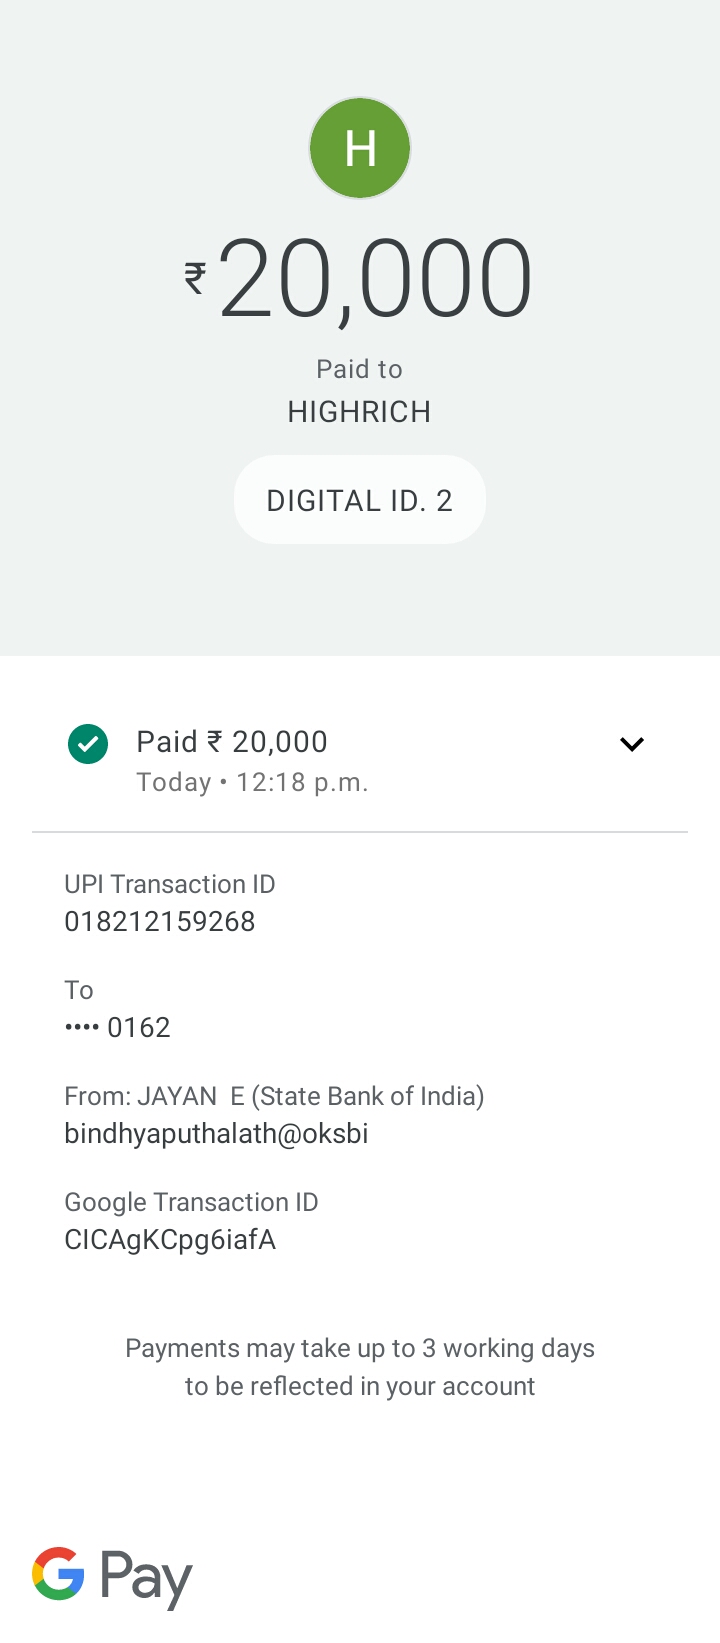 H
₹20,000
Paid to
HIGHRICH
DIGITAL ID. 2
Paid ₹ 20,000
Today • 12:18 p.m.
UPI Transaction ID
018212159268
To
•••• 0162
From: JAYAN  E (State Bank of India)
bindhyaputhalath@oksbi
Google Transaction ID
CICAgKCpg6iafA
Payments may take up to 3 working days
to be reflected in your account
G Pay